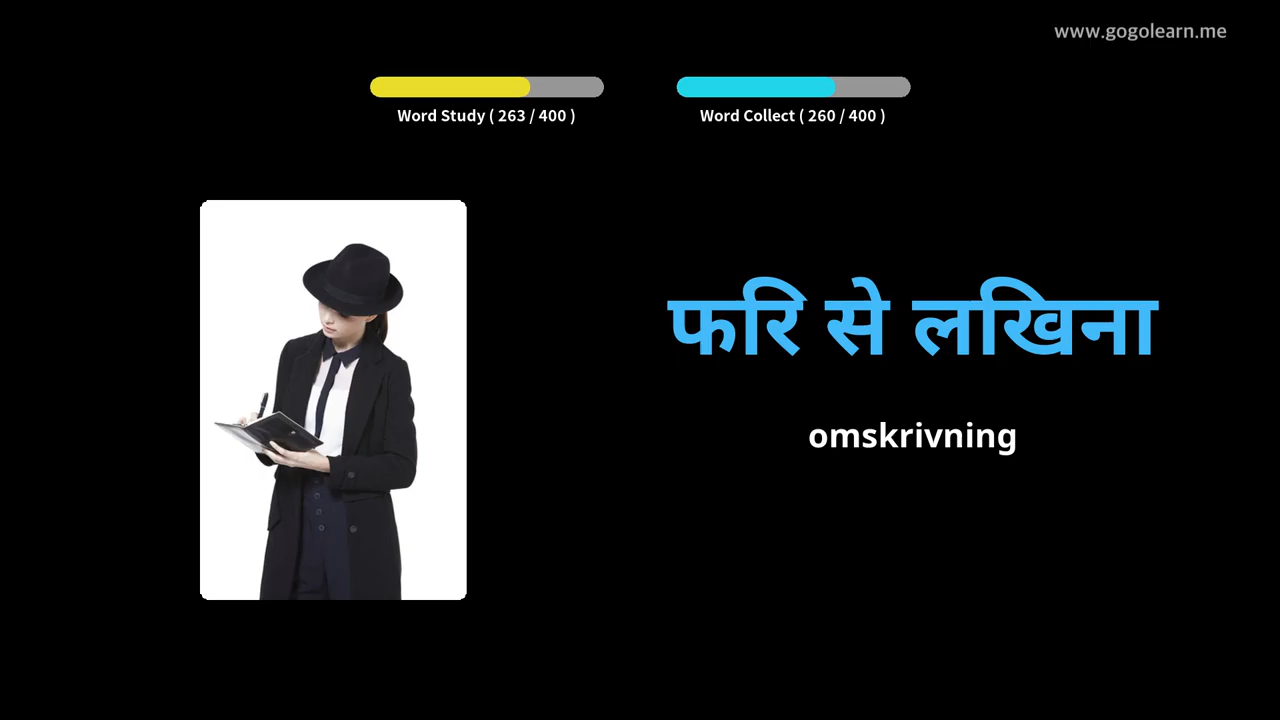 www.gogolearn.me
Word Study ( 263 / 400 )
Word Collect ( 260 / 400 )
फरि से लखिना
omskrivning